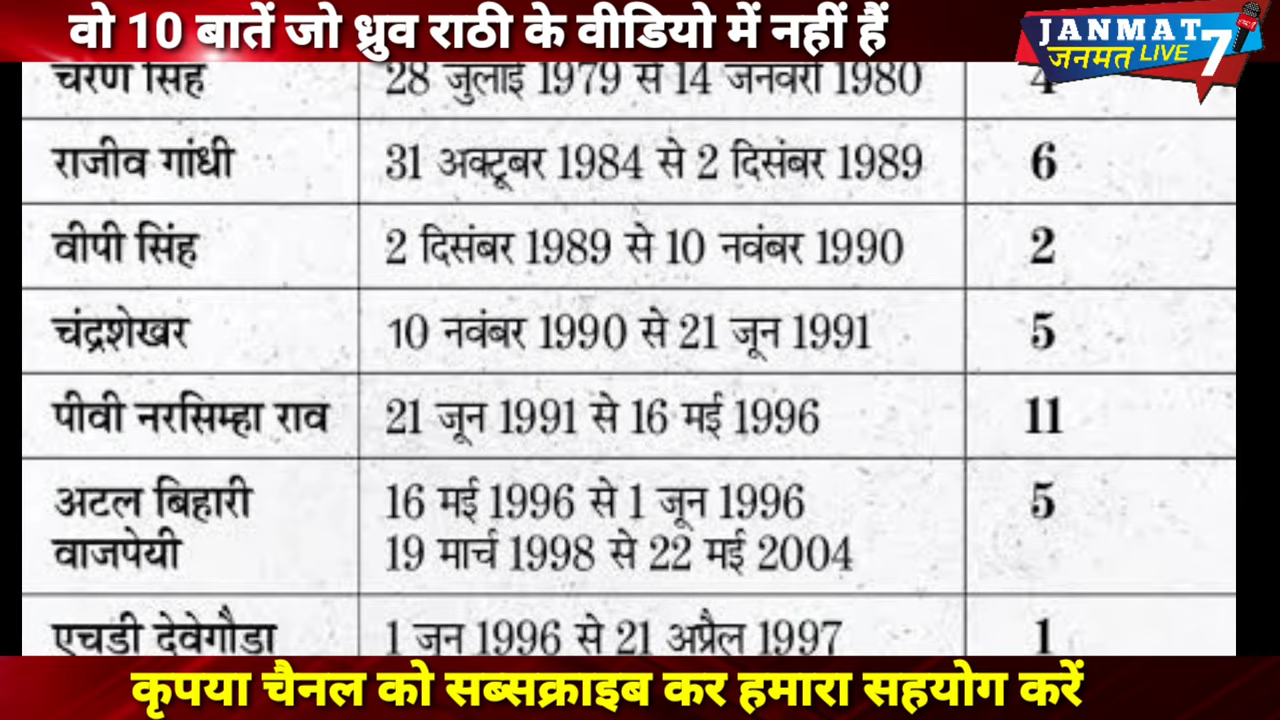 वो 10 बातें जो ध्रुव राठी के वीडियो में नहीं हैं
JANMAT
जनमत LIVE 7
चरण सिंह 28 जुलाई 1979 से 14 जनवरी 1980 4
राजीव गांधी 31 अक्टूबर 1984 से 2 दिसंबर 1989 6
वीपी सिंह 2 दिसंबर 1989 से 10 नवंबर 1990 2
चंद्रशेखर 10 नवंबर 1990 से 21 जून 1991 5
पीवी नरसिम्हा राव 21 जून 1991 से 16 मई 1996 11
अटल बिहारी 16 मई 1996 से 1 जून 1996 5
वाजपेयी 19 मार्च 1998 से 22 मई 2004
एचडी देवेगौडा 1 जून 1996 से 21 अप्रैल 1997 1
कृपया चैनल को सब्सक्राइब कर हमारा सहयोग करें